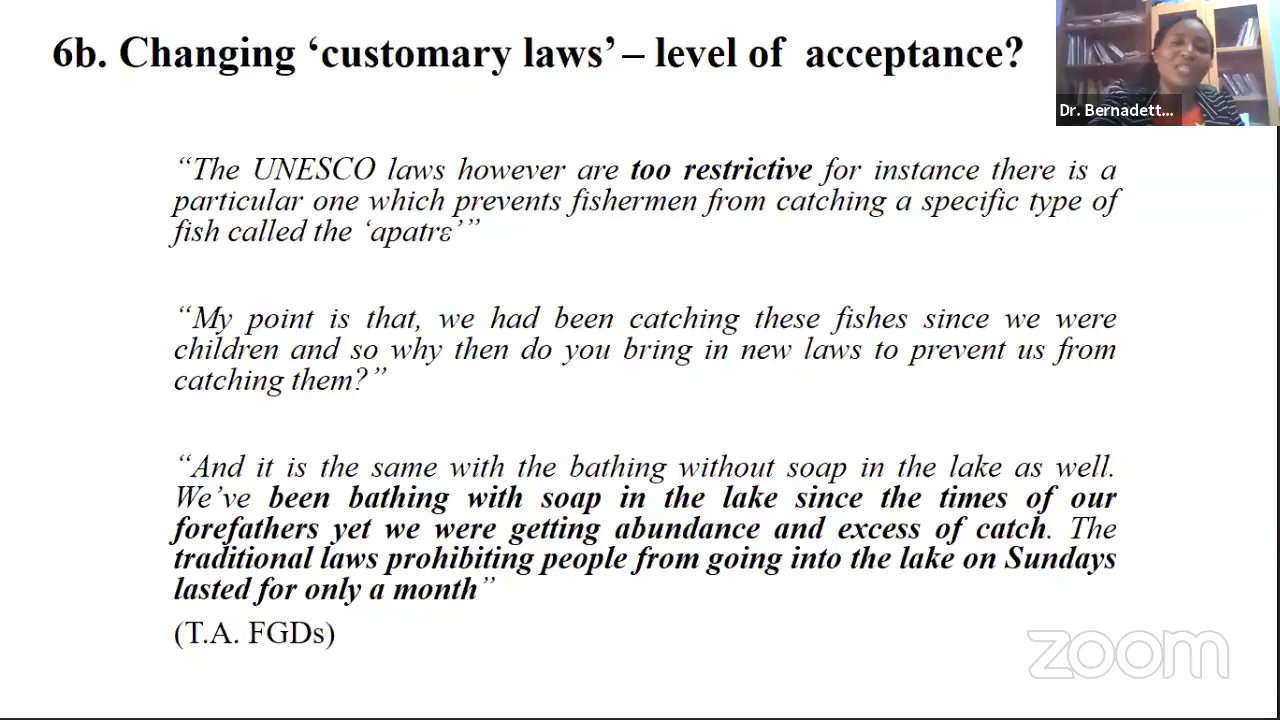 6b. Changing ‘customary laws’ – level of acceptance?
Dr. Bernadett...
“The UNESCO laws however are too restrictive for instance there is a
particular one which prevents fishermen from catching a specific type of
fish called the ‘apatrɛ’”
“My point is that, we had been catching these fishes since we were
children and so why then do you bring in new laws to prevent us from
catching them?”
“And it is the same with the bathing without soap in the lake as well.
We’ve been bathing with soap in the lake since the times of our
forefathers yet we were getting abundance and excess of catch. The
traditional laws prohibiting people from going into the lake on Sundays
lasted for only a month”
(T.A. FGDs)
zoom